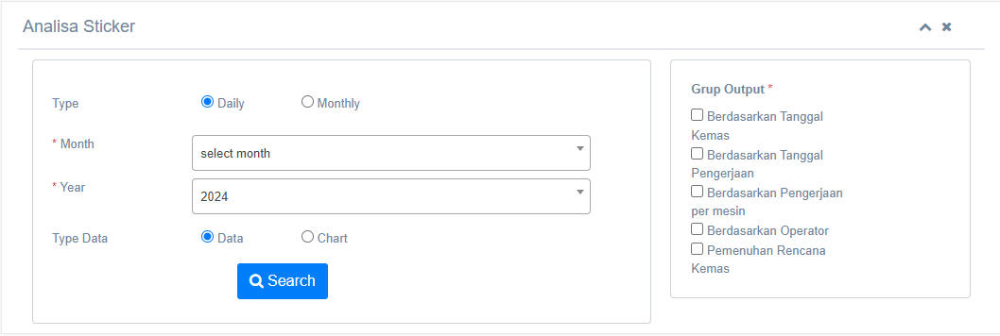 Analisa Sticker
Type
Daily
Monthly
* Month
select month
* Year
2024
Type Data
Data
Chart
Search
Grup Output *
Berdasarkan Tanggal
Kemas
Berdasarkan Tanggal
Pengerjaan
Berdasarkan Pengerjaan
per mesin
Berdasarkan Operator
Pemenuhan Rencana
Kemas